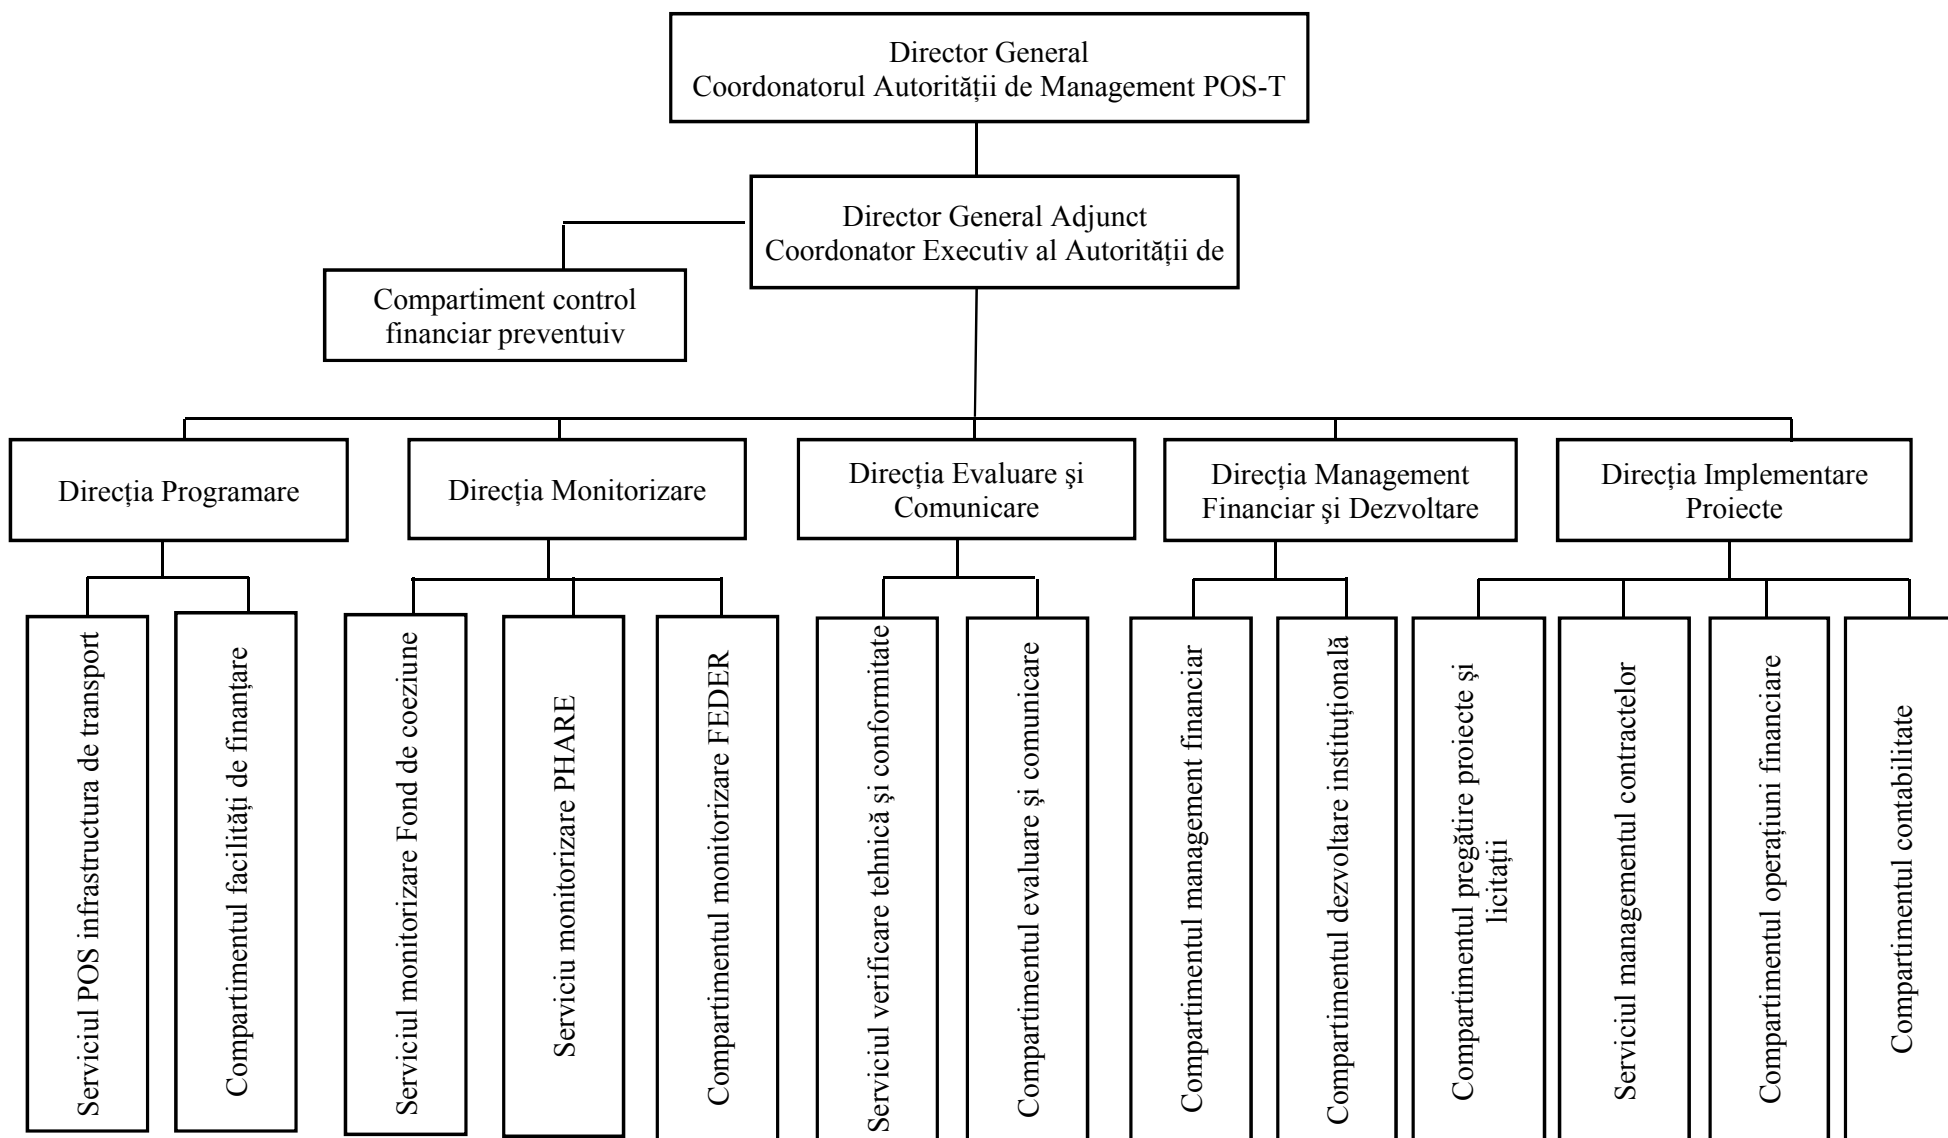 Director General
Coordonatorul Autorității de Management POS-T
Director General Adjunct
Coordonator Executiv al Autorității de
Compartiment control
financiar preventuiv
Direcția Programare
Direcția Monitorizare
Direcția Evaluare şi
Comunicare
Direcția Management
Financiar şi Dezvoltare
Direcția Implementare
Proiecte
Serviciul POS infrastructura de transport
Compartimentul facilități de finanțare
Serviciul monitorizare Fond de coeziune
Serviciu monitorizare PHARE
Compartimentul monitorizare FEDER
Serviciul verificare tehnică şi conformitate
Compartimentul evaluare şi comunicare
Compartimentul management financiar
Compartimentul dezvoltare instituțională
Compartimentul pregătire proiecte şi
licitații
Serviciul managementul contractelor
Compartimentul operațiuni financiare
Compartimentul contabilitate